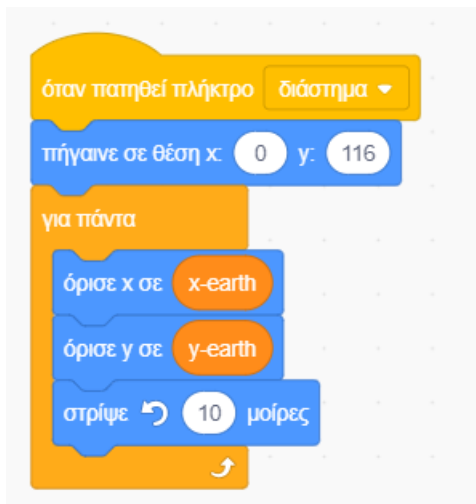 όταν πατηθεί πλήκτρο διάστημα
πήγαινε σε θέση x: 0 y: 116
για πάντα
όρισε x σε x-earth
όρισε y σε y-earth
στρίψε 10 μοίρες